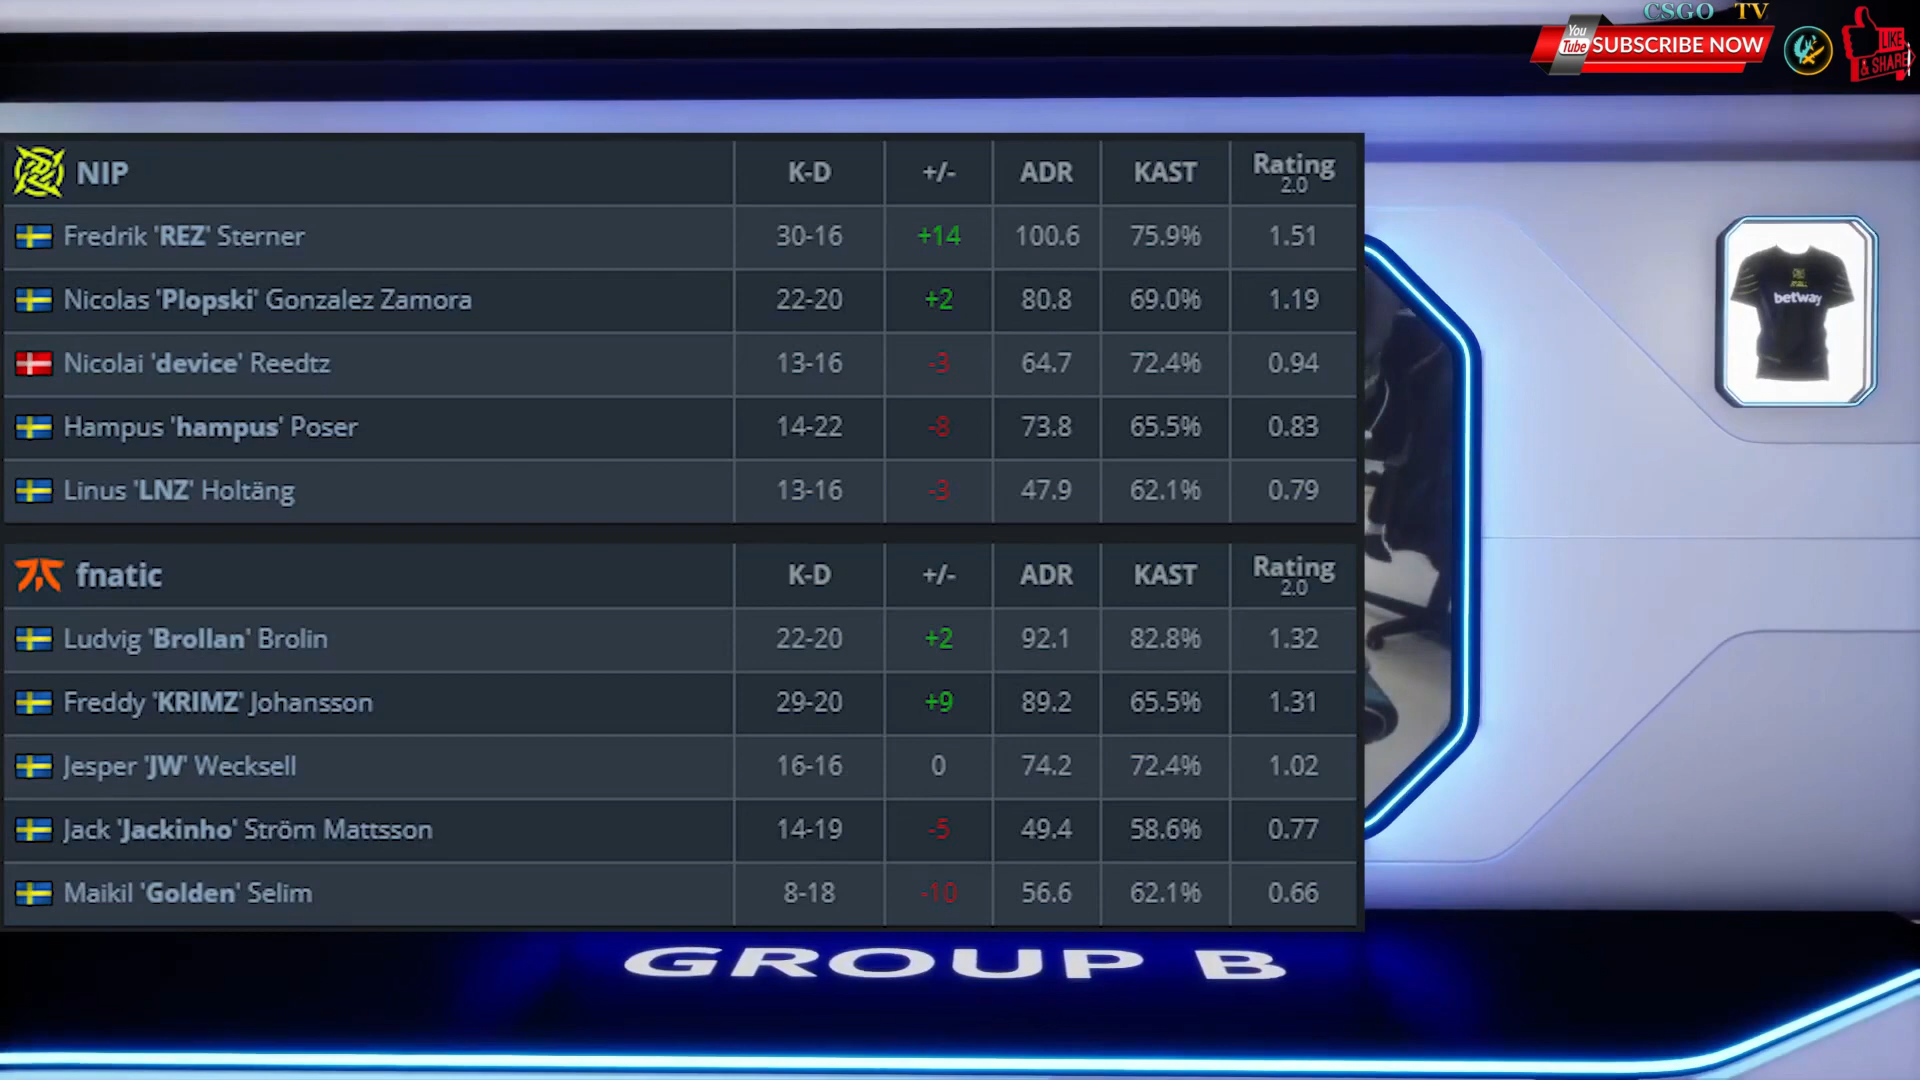 CSGO TV
You
Tube SUBSCRIBE NOW
LIKE
& SHARE
NIP K-D +/- ADR KAST Rating 2.0
Fredrik 'REZ' Sterner 30-16 +14 100.6 75.9% 1.51
Nicolas 'Plopski' Gonzalez Zamora 22-20 +2 80.8 69.0% 1.19
Nicolai 'device' Reedtz 13-16 -3 64.7 72.4% 0.94
Hampus 'hampus' Poser 14-22 -8 73.8 65.5% 0.83
Linus 'LNZ' Holtäng 13-16 -3 47.9 62.1% 0.79
betway
fnatic K-D +/- ADR KAST Rating 2.0
Ludvig 'Brollan' Brolin 22-20 +2 92.1 82.8% 1.32
Freddy 'KRIMZ' Johansson 29-20 +9 89.2 65.5% 1.31
Jesper 'JW' Wecksell 16-16 0 74.2 72.4% 1.02
Jack 'Jackinho' Ström Mattsson 14-19 -5 49.4 58.6% 0.77
Maikil 'Golden' Selim 8-18 -10 56.6 62.1% 0.66
GROUP B